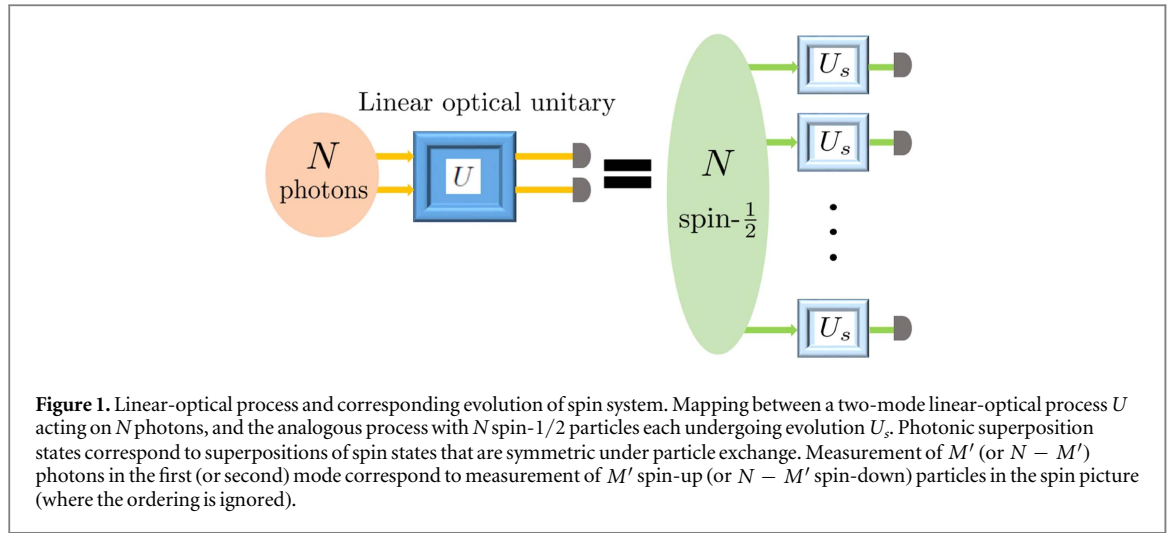 Linear optical unitary
N
photons
U
N
spin-½
U_s
U_s
U_s
Figure 1. Linear-optical process and corresponding evolution of spin system. Mapping between a two-mode linear-optical process U
acting on N photons, and the analogous process with N spin-1/2 particles each undergoing evolution U_s. Photonic superposition
states correspond to superpositions of spin states that are symmetric under particle exchange. Measurement of M′ (or N − M′)
photons in the first (or second) mode correspond to measurement of M′ spin-up (or N − M′ spin-down) particles in the spin picture
(where the ordering is ignored).